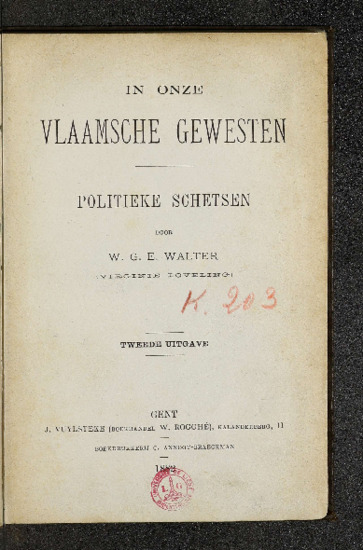 IN ONZE
VLAAMSCHE GEWESTEN
POLITIEKE SCHETSEN
DOOR
W. G. E. WALTER
(VIRGINIE LOVELING)
K. 203
TWEEDE UITGAVE
GENT
J. VUYLSTEKE (BOEKHANDEL W. ROGGHÉ), KALANDENBERG, 11
BOEKDRUKKERIJ C. ANNOOT-BRAECKMAN
1882